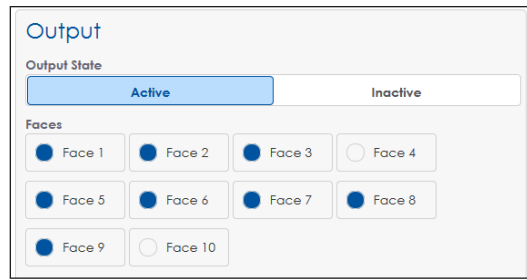 Output
Output State
Active Inactive
Faces
Face 1 Face 2 Face 3 Face 4
Face 5 Face 6 Face 7 Face 8
Face 9 Face 10